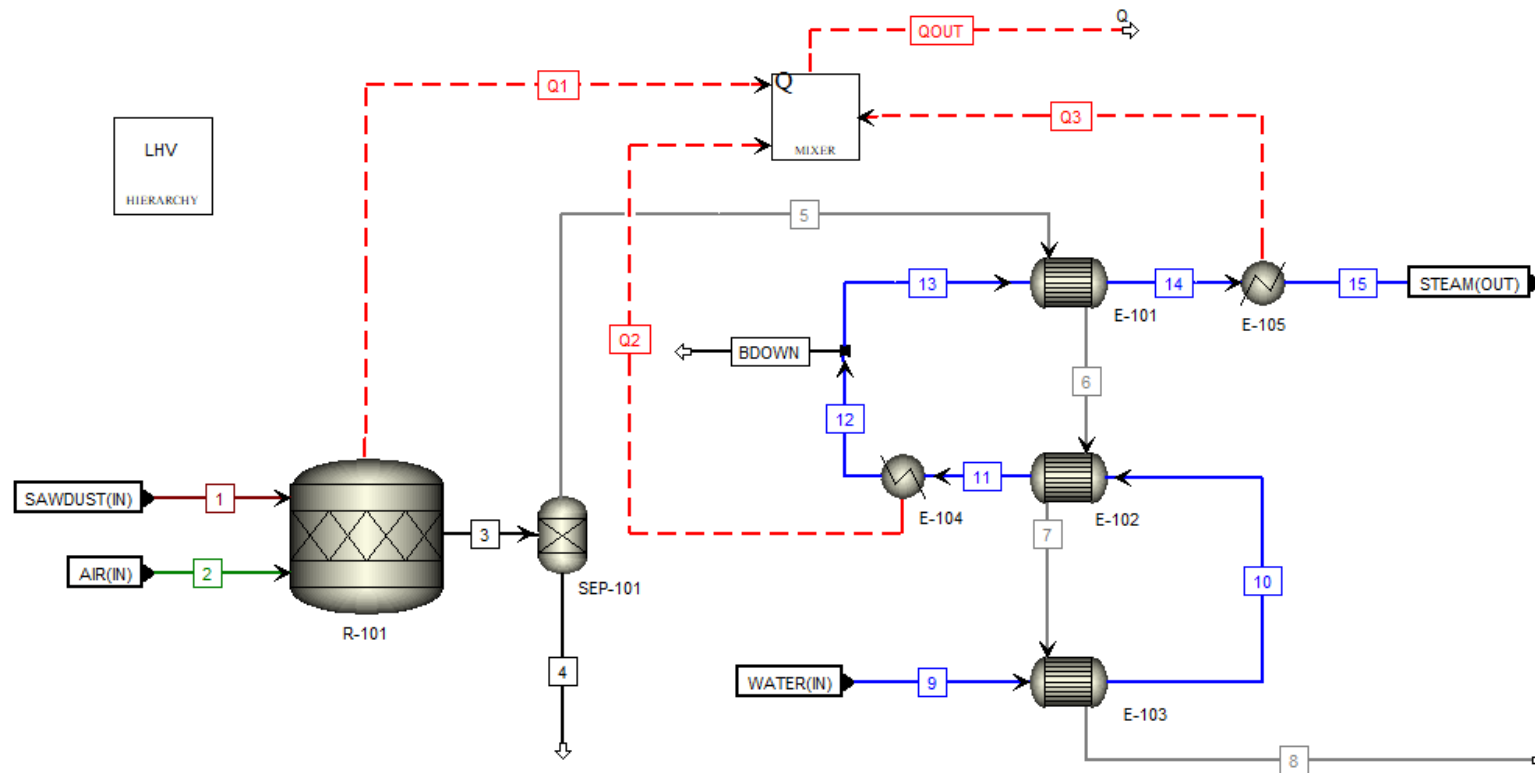 Q
QOUT
Q1
Q
Q3
MIXER
LHV
HIERARCHY
5
13
14
15
STEAM(OUT)
E-101
E-105
Q2
BDOWN
6
12
SAWDUST(IN)
1
11
E-104
E-102
3
7
AIR(IN)
2
SEP-101
10
R-101
4
WATER(IN)
9
E-103
8